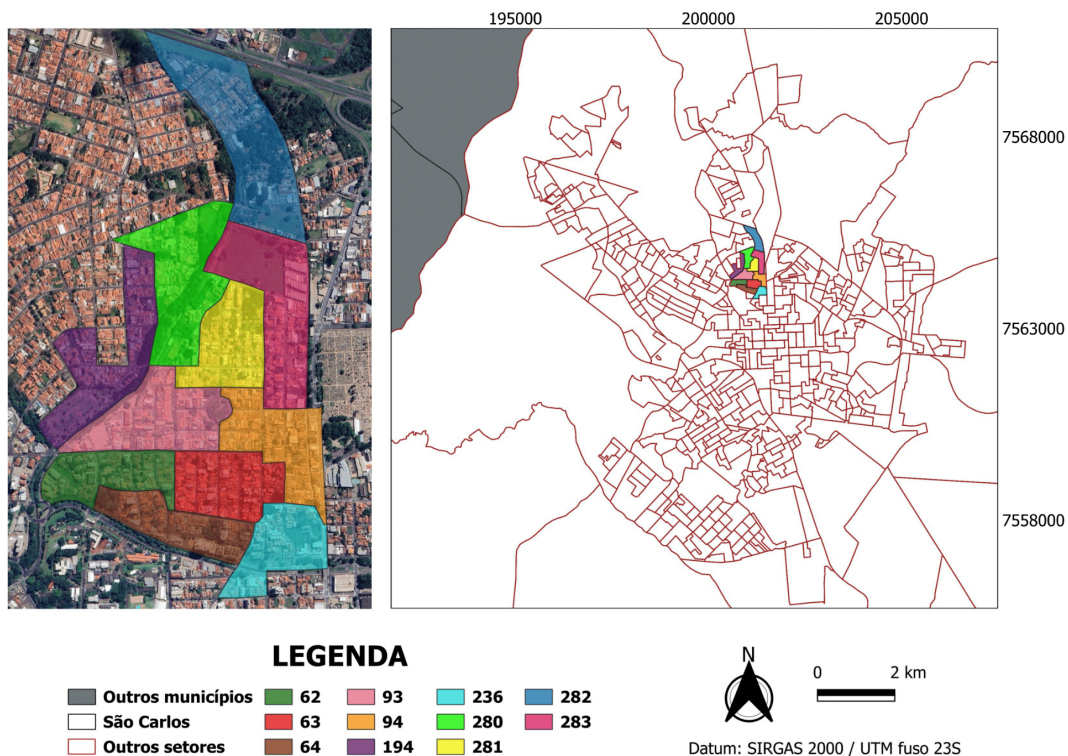 195000 200000 205000
7568000
7563000
7558000
LEGENDA
N
0 2 km
Outros municípios 62 93 236 282
São Carlos 63 94 280 283
Outros setores 64 194 281
Datum: SIRGAS 2000 / UTM fuso 23S